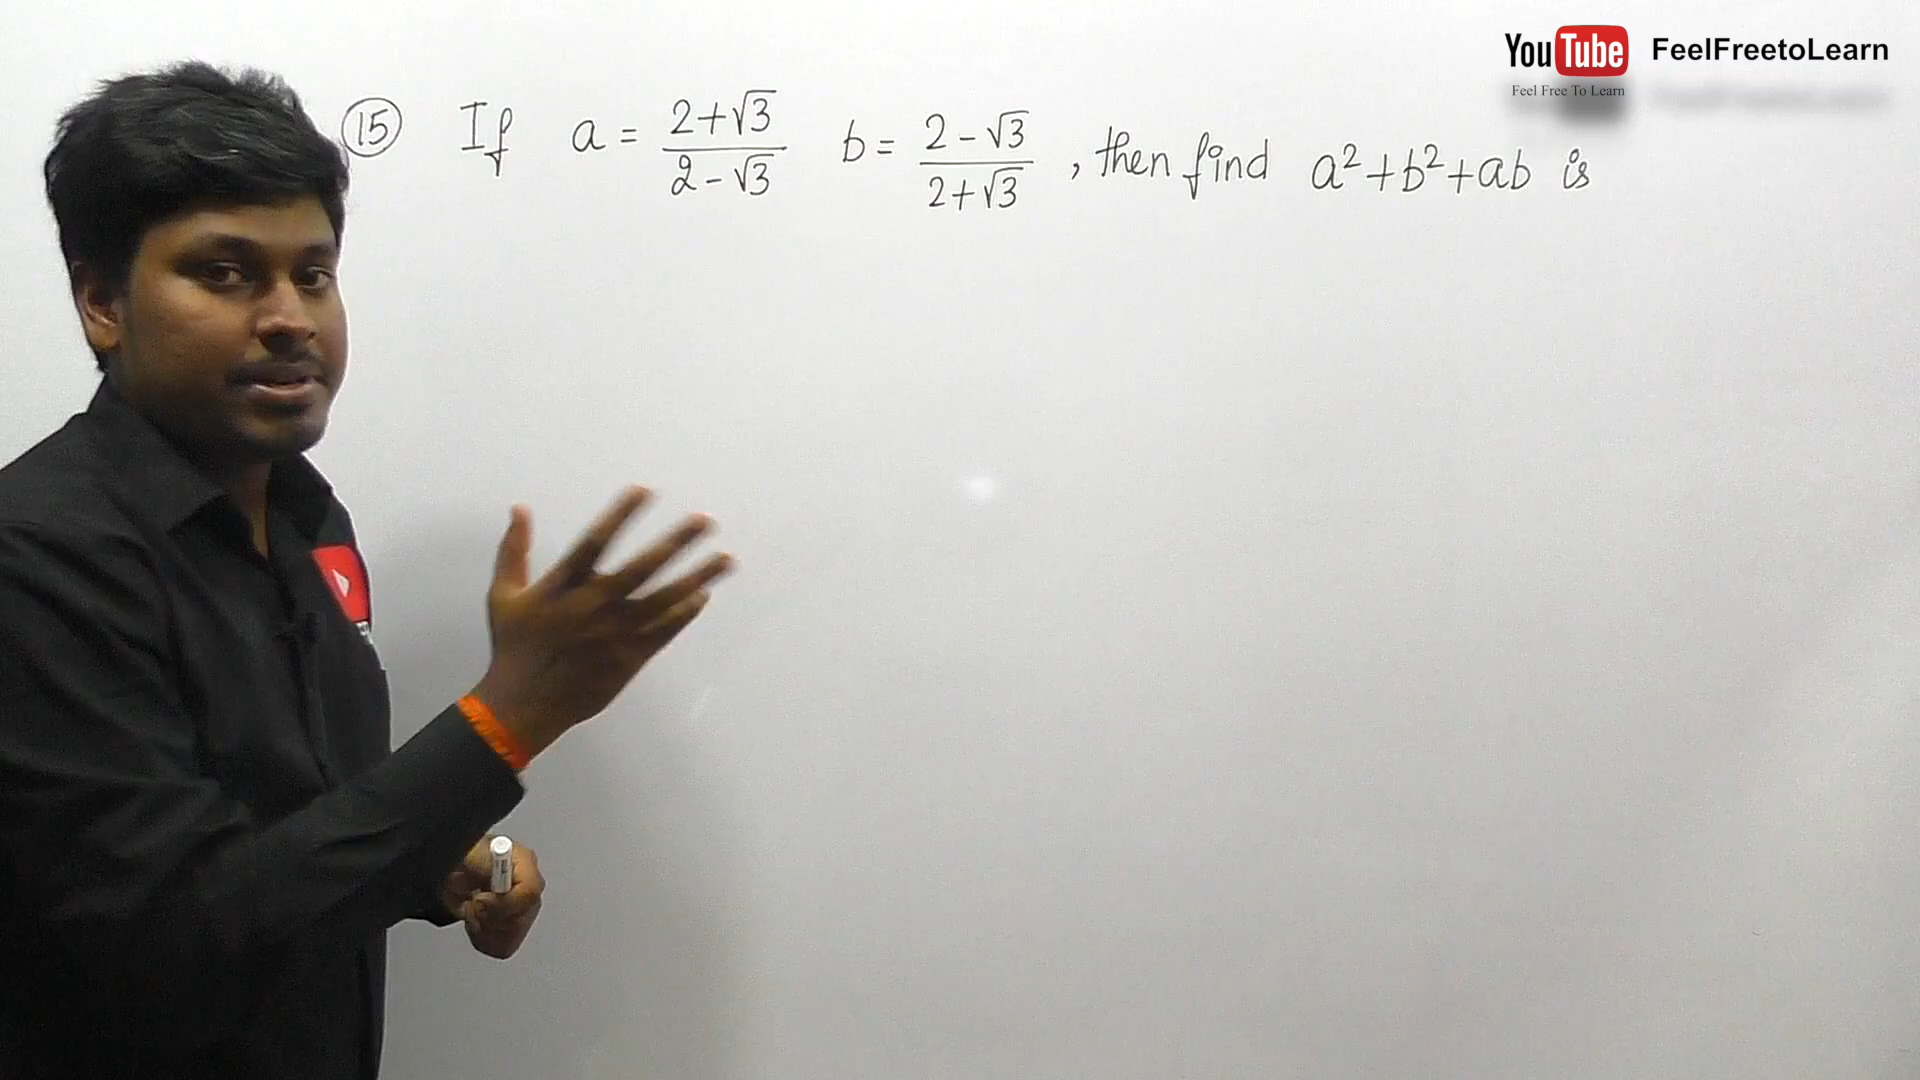 YouTube FeelFreetoLearn
Feel Free To Learn
15 If a = 2+√3 / 2-√3 b = 2-√3 / 2+√3 , then find a²+b²+ab is